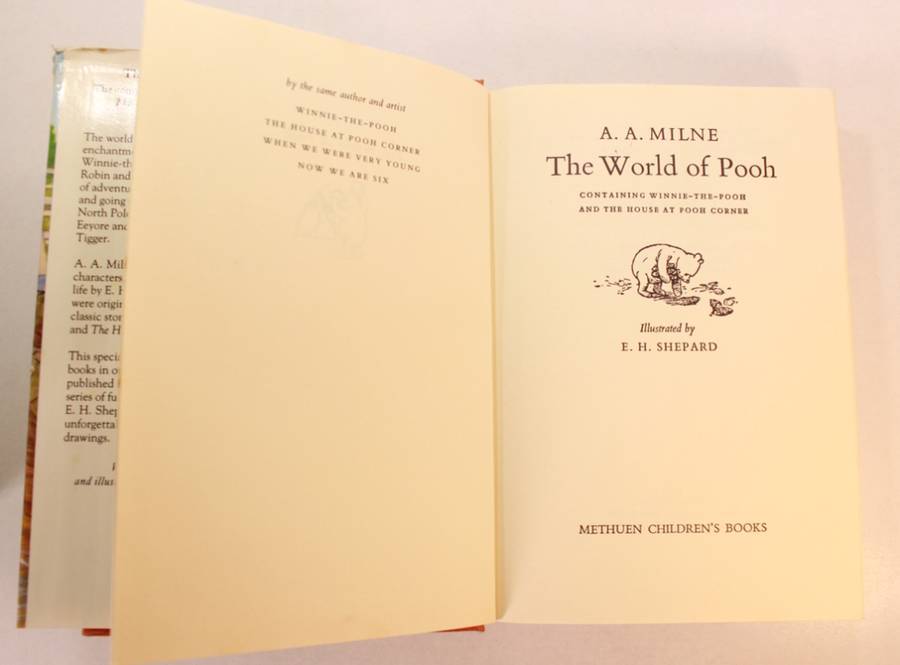 The world
enchantm
Winnie-th
Robin and
of adventu
and going
North Pol
Eeyore and
Tigger.
A. A. Mil
characters
life by E. H
were origin
classic stor
and The H
This specia
books in o
published
series of fu
E. H. Shep
unforgetta
drawings.
and illus
by the same author and artist
WINNIE-THE-POOH
THE HOUSE AT POOH CORNER
WHEN WE WERE VERY YOUNG
NOW WE ARE SIX
A. A. MILNE
The World of Pooh
CONTAINING WINNIE-THE-POOH
AND THE HOUSE AT POOH CORNER
Illustrated by
E. H. SHEPARD
METHUEN CHILDREN'S BOOKS